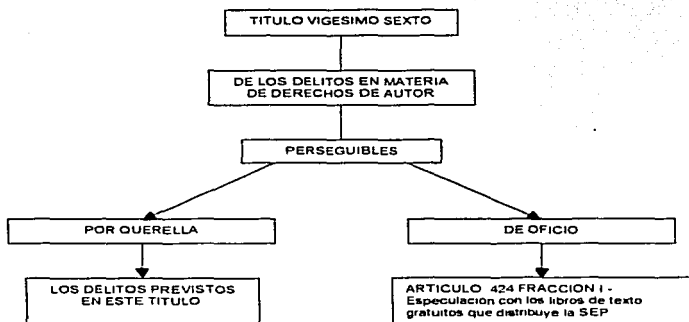 TITULO VIGESIMO SEXTO
DE LOS DELITOS EN MATERIA
DE DERECHOS DE AUTOR
PERSEGUIBLES
POR QUERELLA
DE OFICIO
LOS DELITOS PREVISTOS
EN ESTE TITULO
ARTICULO 424 FRACCION I -
Especulación con los libros de texto
gratuitos que distribuye la SEP